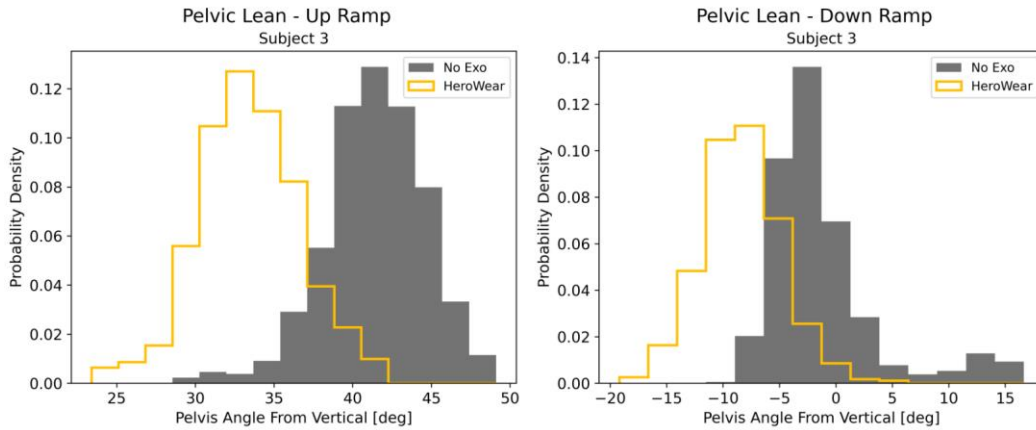 Pelvic Lean - Up Ramp
Subject 3
No Exo
HeroWear
0.12
0.10
0.08
0.06
0.04
0.02
0.00
Probability Density
25
30
35
40
45
50
Pelvis Angle From Vertical [deg]
Pelvic Lean - Down Ramp
Subject 3
No Exo
HeroWear
0.14
0.12
0.10
0.08
0.06
0.04
0.02
0.00
Probability Density
−20
−15
−10
−5
0
5
10
15
Pelvis Angle From Vertical [deg]